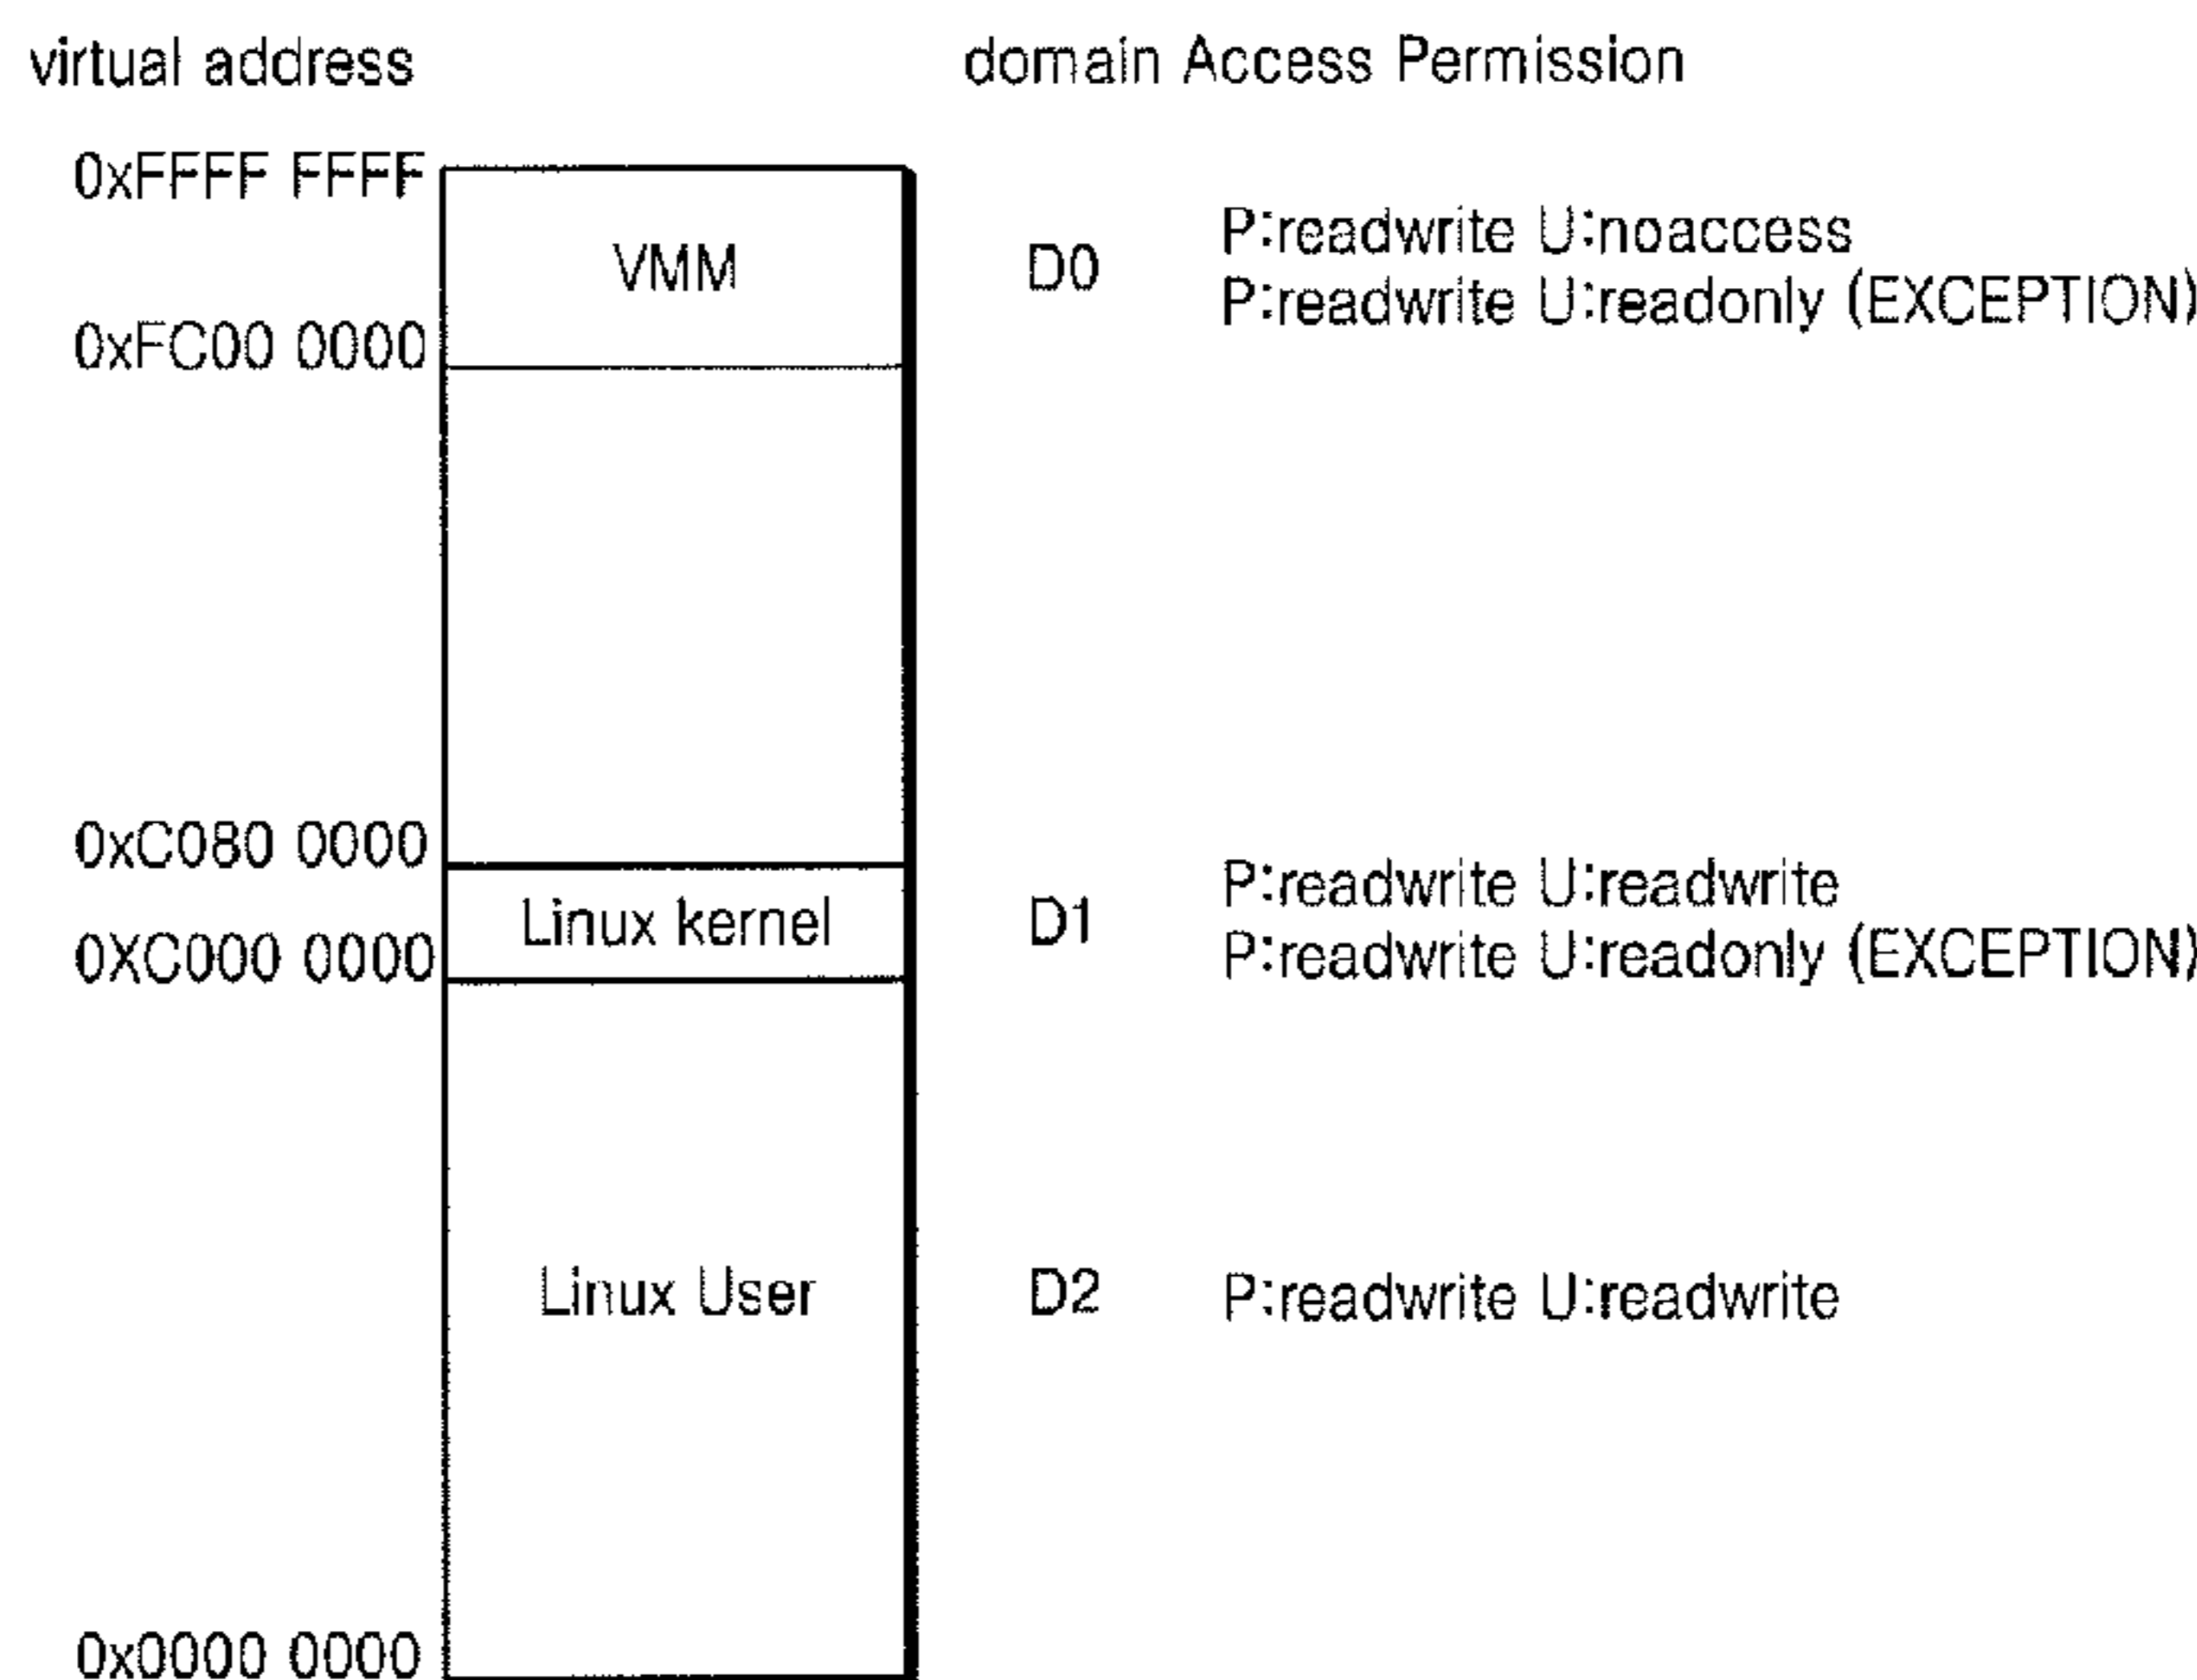 virtual address domain Access Permission
0xFFFF FFFF
P:readwrite U:noaccess
VMM D0
P:readwrite U:readonly (EXCEPTION)
0xFC00 0000
0xC080 0000
P:readwrite U:readwrite
Linux kernel D1
0XC000 0000 P:readwrite U:readonly (EXCEPTION)
Linux User D2 P:readwrite U:readwrite
0x0000 0000